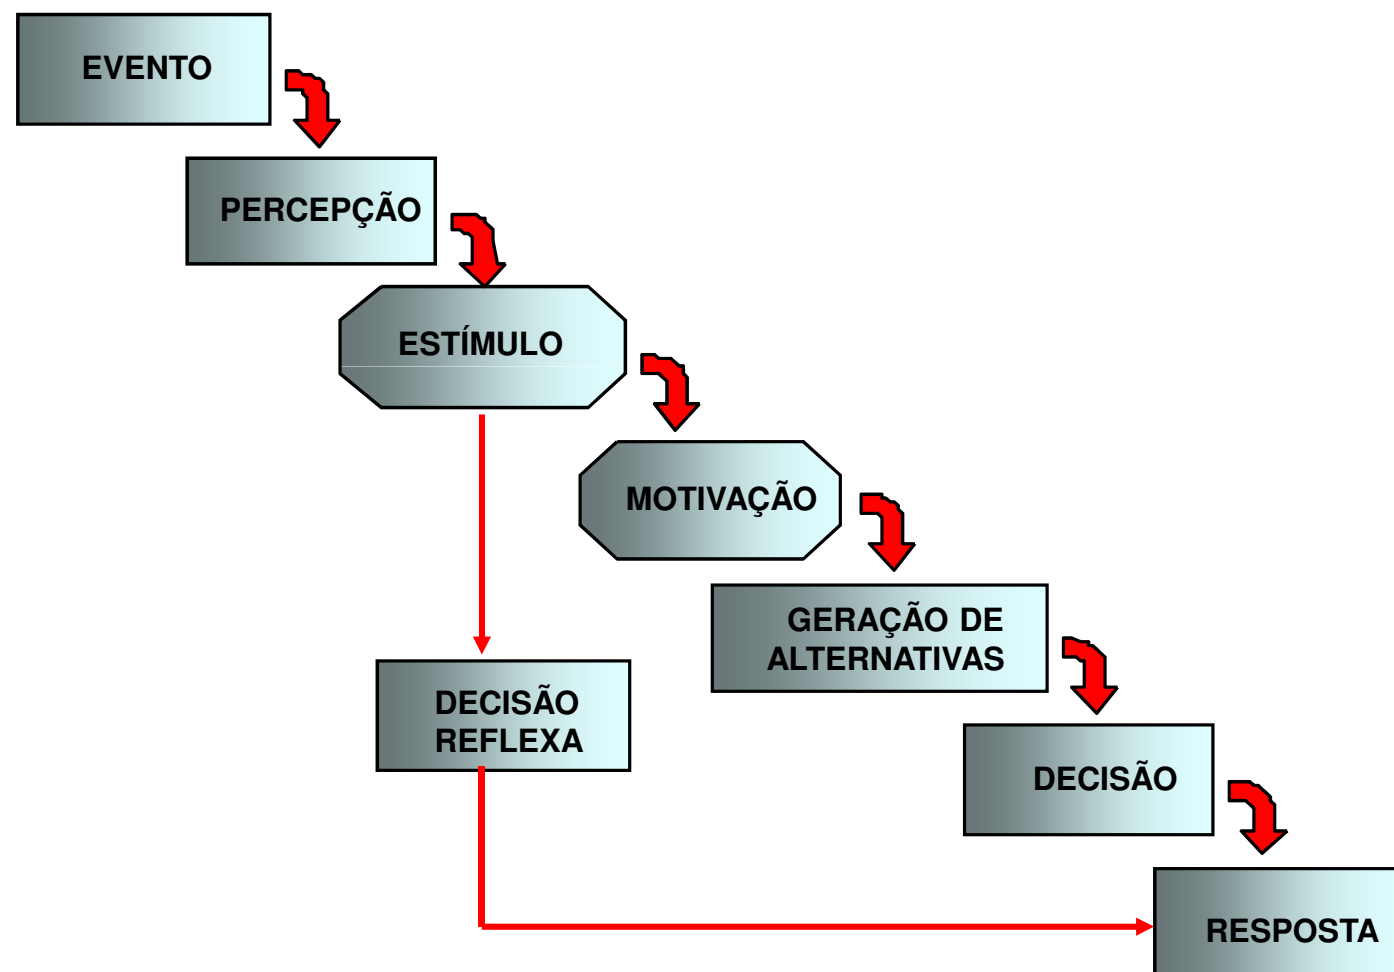 EVENTO
PERCEPÇÃO
ESTÍMULO
MOTIVAÇÃO
GERAÇÃO DE
ALTERNATIVAS
DECISÃO
REFLEXA
DECISÃO
RESPOSTA